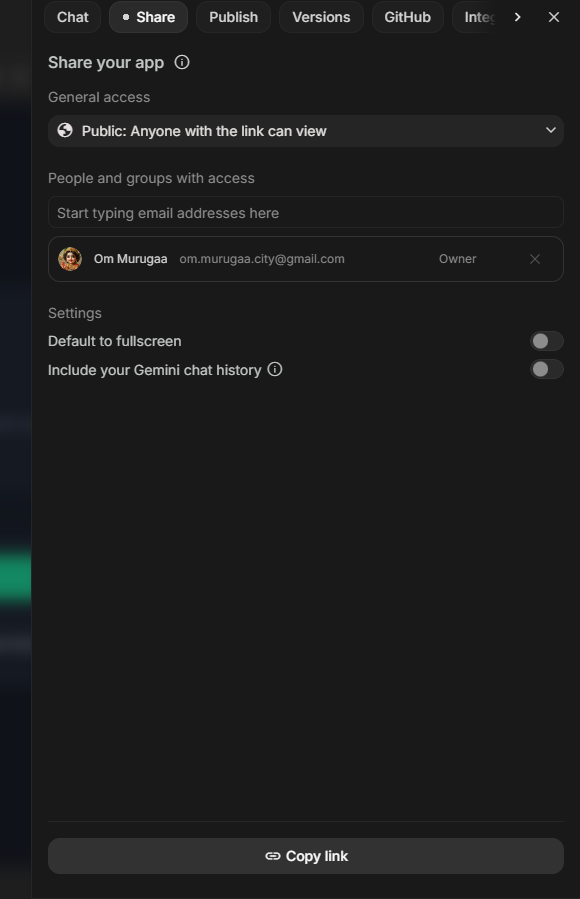 Chat Share Publish Versions GitHub
Share your app
General access
Public: Anyone with the link can view
People and groups with access
Start typing email addresses here
Om Murugaa om.murugaa.city@gmail.com Owner
Settings
Default to fullscreen
Include your Gemini chat history
Copy link